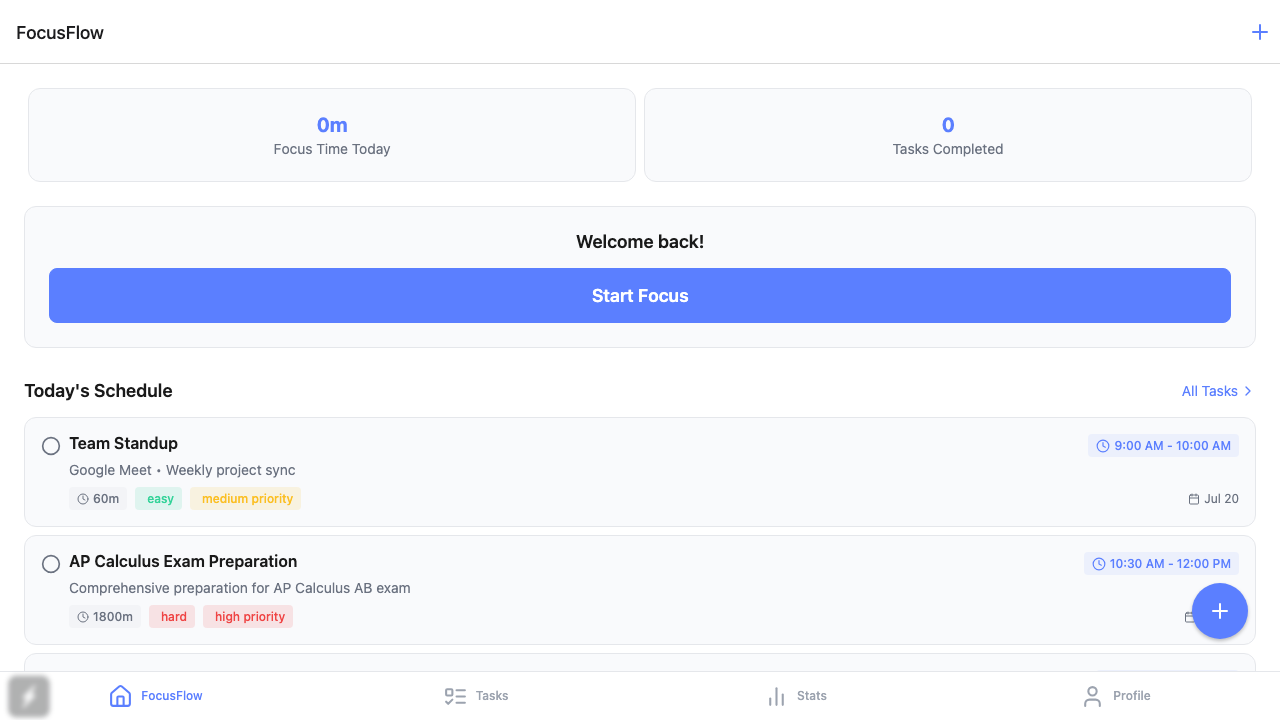 FocusFlow
0m
Focus Time Today
0
Tasks Completed
Welcome back!
Start Focus
Today's Schedule
All Tasks
Team Standup
9:00 AM - 10:00 AM
Google Meet • Weekly project sync
60m easy medium priority
Jul 20
AP Calculus Exam Preparation
10:30 AM - 12:00 PM
Comprehensive preparation for AP Calculus AB exam
1800m hard high priority
FocusFlow
Tasks
Stats
Profile